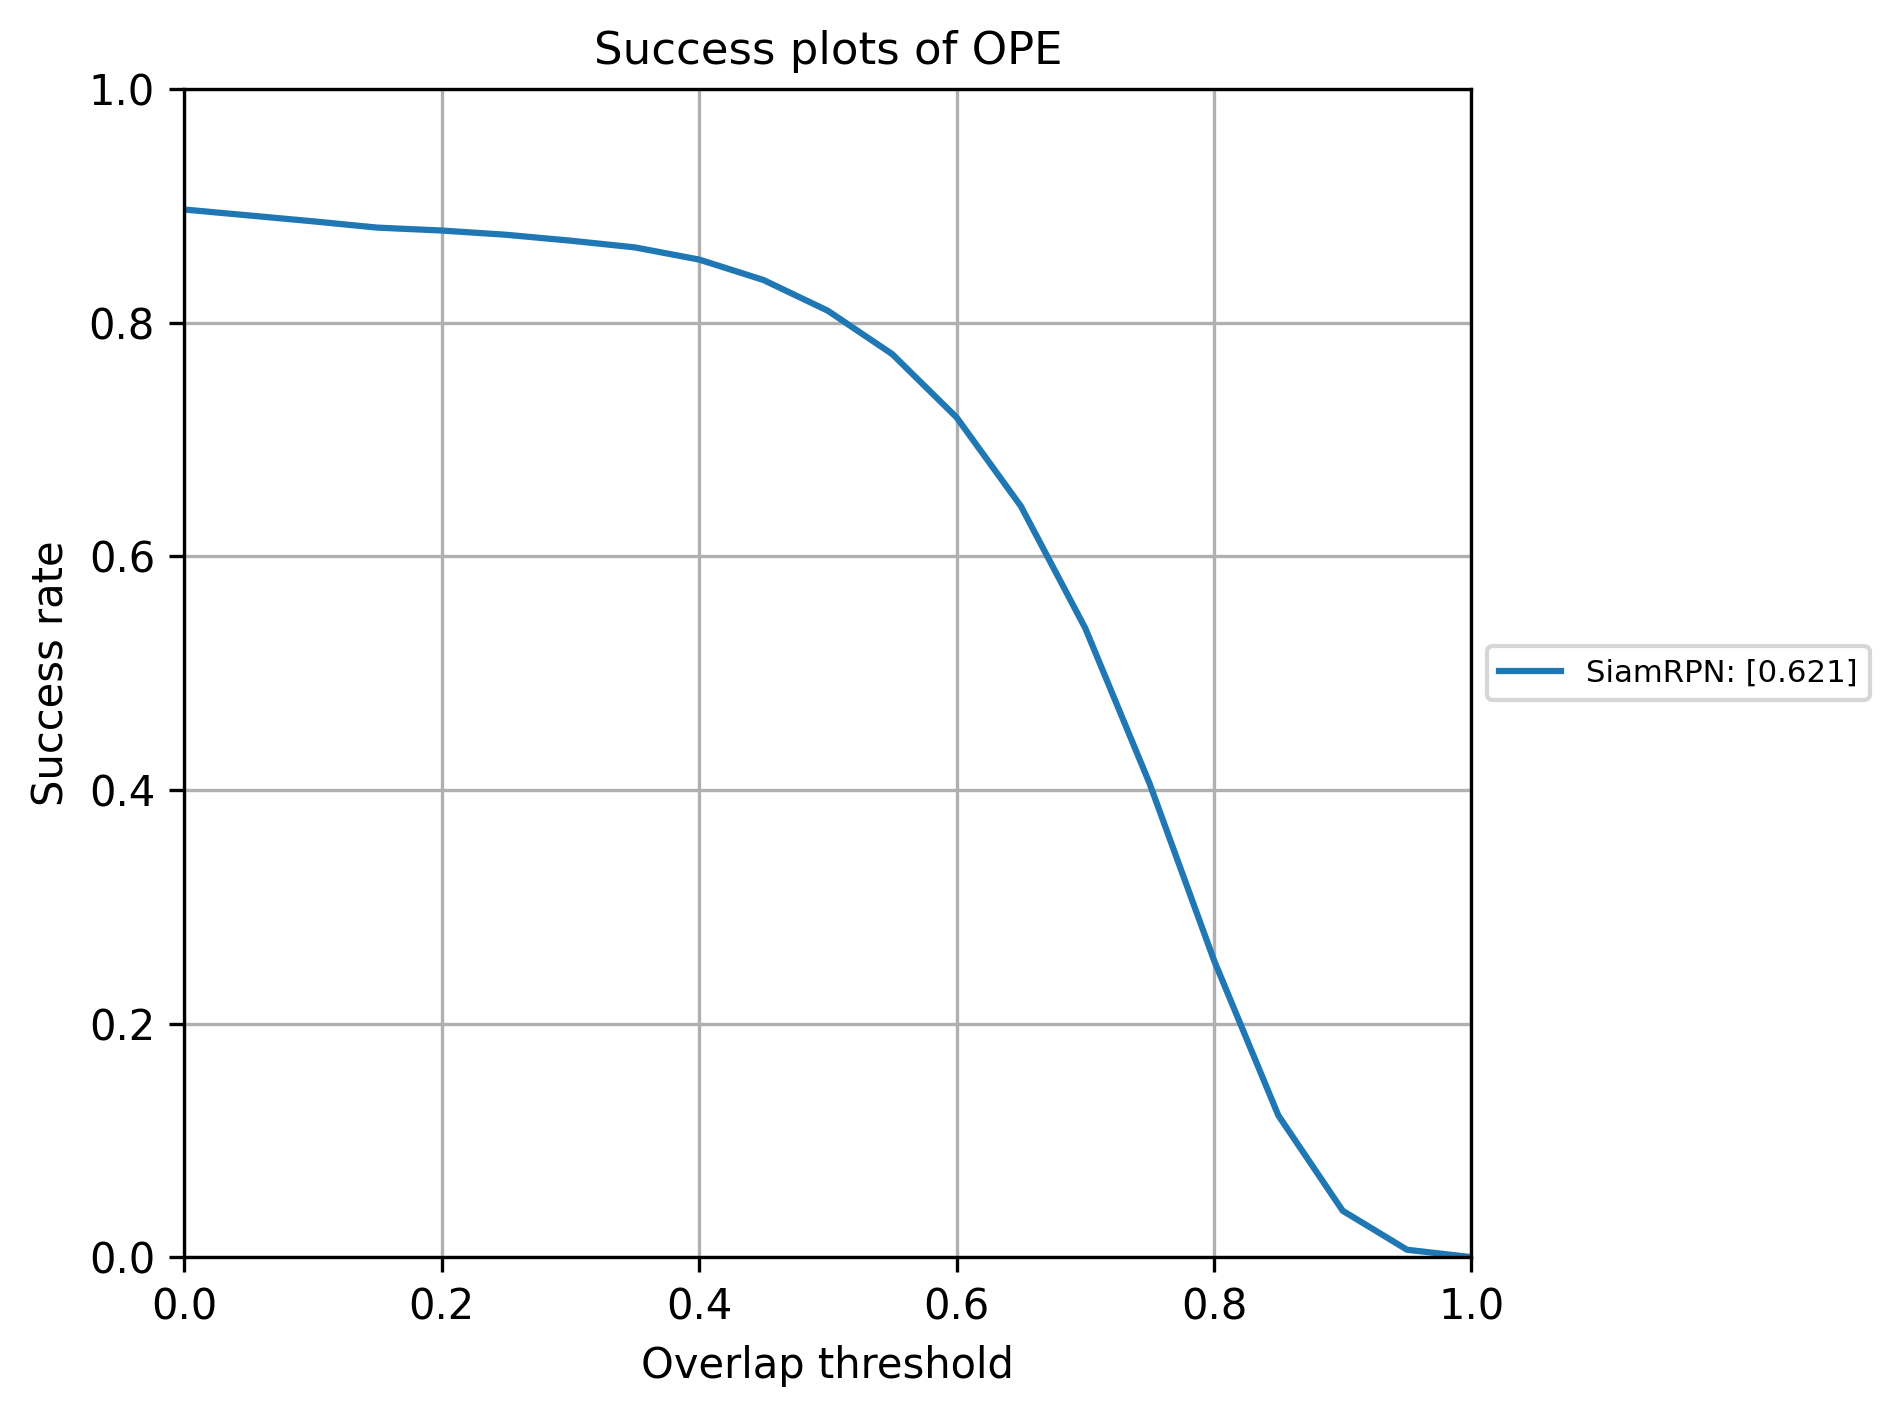 Success plots of OPE
1.0
0.8
0.6
0.4
0.2
0.0
Success rate
0.0 0.2 0.4 0.6 0.8 1.0
Overlap threshold
SiamRPN: [0.621]